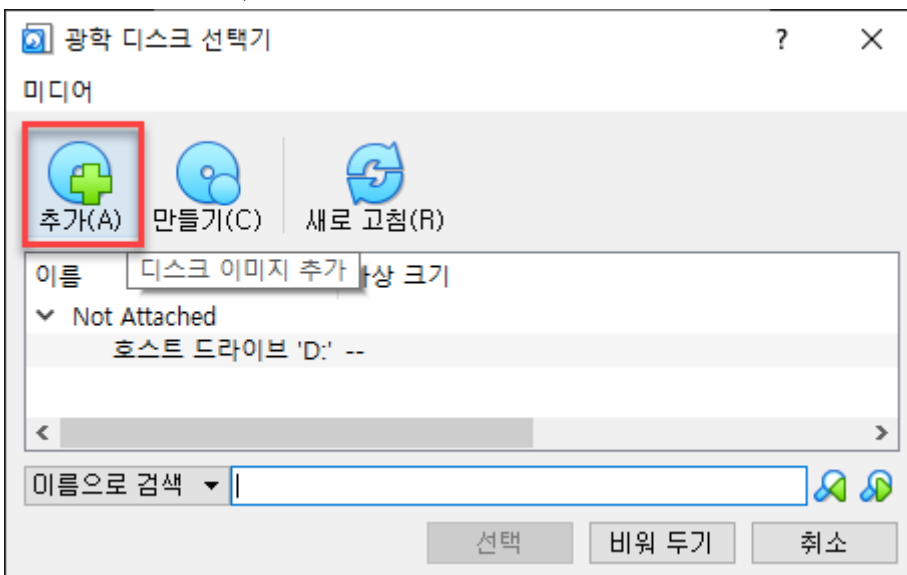 광학 디스크 선택기 ?
미디어
추가(A) 만들기(C) 새로 고침(R)
이름 디스크 이미지 추가 상 크기
Not Attached
호스트 드라이브 'D:' --
이름으로 검색
선택 비워 두기 취소